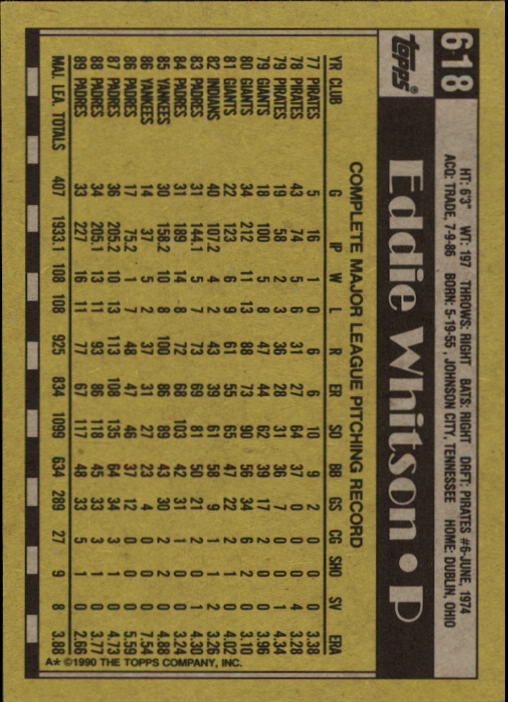 618
topps®
Eddie Whitson • P
HT: 6'3" WT: 197 THROWS: RIGHT BATS: RIGHT DRFT: PIRATES #6-JUNE, 1974
ACQ: TRADE, 7-9-86 BORN: 5-19-55, JOHNSON CITY, TENNESSEE HOME: DUBLIN, OHIO
COMPLETE MAJOR LEAGUE PITCHING RECORD
YR CLUB G IP W L R ER SO BB GS CG SHO SV ERA
77 PIRATES 5 16 1 0 6 6 10 9 2 0 0 0 3.38
78 PIRATES 43 74 5 6 31 27 64 37 0 0 0 4 3.28
79 PIRATES 19 58 2 3 36 28 31 36 7 0 0 1 4.34
79 GIANTS 18 100 5 8 47 44 62 39 17 2 0 0 3.96
80 GIANTS 34 212 11 13 88 73 90 56 34 6 2 0 3.10
81 GIANTS 22 123 6 9 61 55 65 47 22 2 1 0 4.02
82 INDIANS 40 107.2 4 2 43 39 61 58 9 1 1 2 3.26
83 PADRES 31 144.1 5 7 73 69 81 50 21 2 0 1 4.30
84 PADRES 31 189 14 8 72 68 103 42 31 1 0 0 3.24
85 YANKEES 30 158.2 10 8 100 86 89 43 30 2 2 0 4.88
86 YANKEES 14 37 5 2 37 31 27 23 4 0 0 0 7.54
86 PADRES 17 75.2 1 7 48 47 46 37 12 0 0 0 5.59
87 PADRES 36 205.2 10 13 113 108 135 64 34 3 1 0 4.73
88 PADRES 34 205.1 13 11 93 86 118 45 33 3 1 0 3.77
89 PADRES 33 227 16 11 77 67 117 48 33 5 1 0 2.66
MAJ. LEA. TOTALS 407 1933.1 108 108 925 834 1099 634 289 27 9 8 3.88
A* ©1990 THE TOPPS COMPANY, INC.